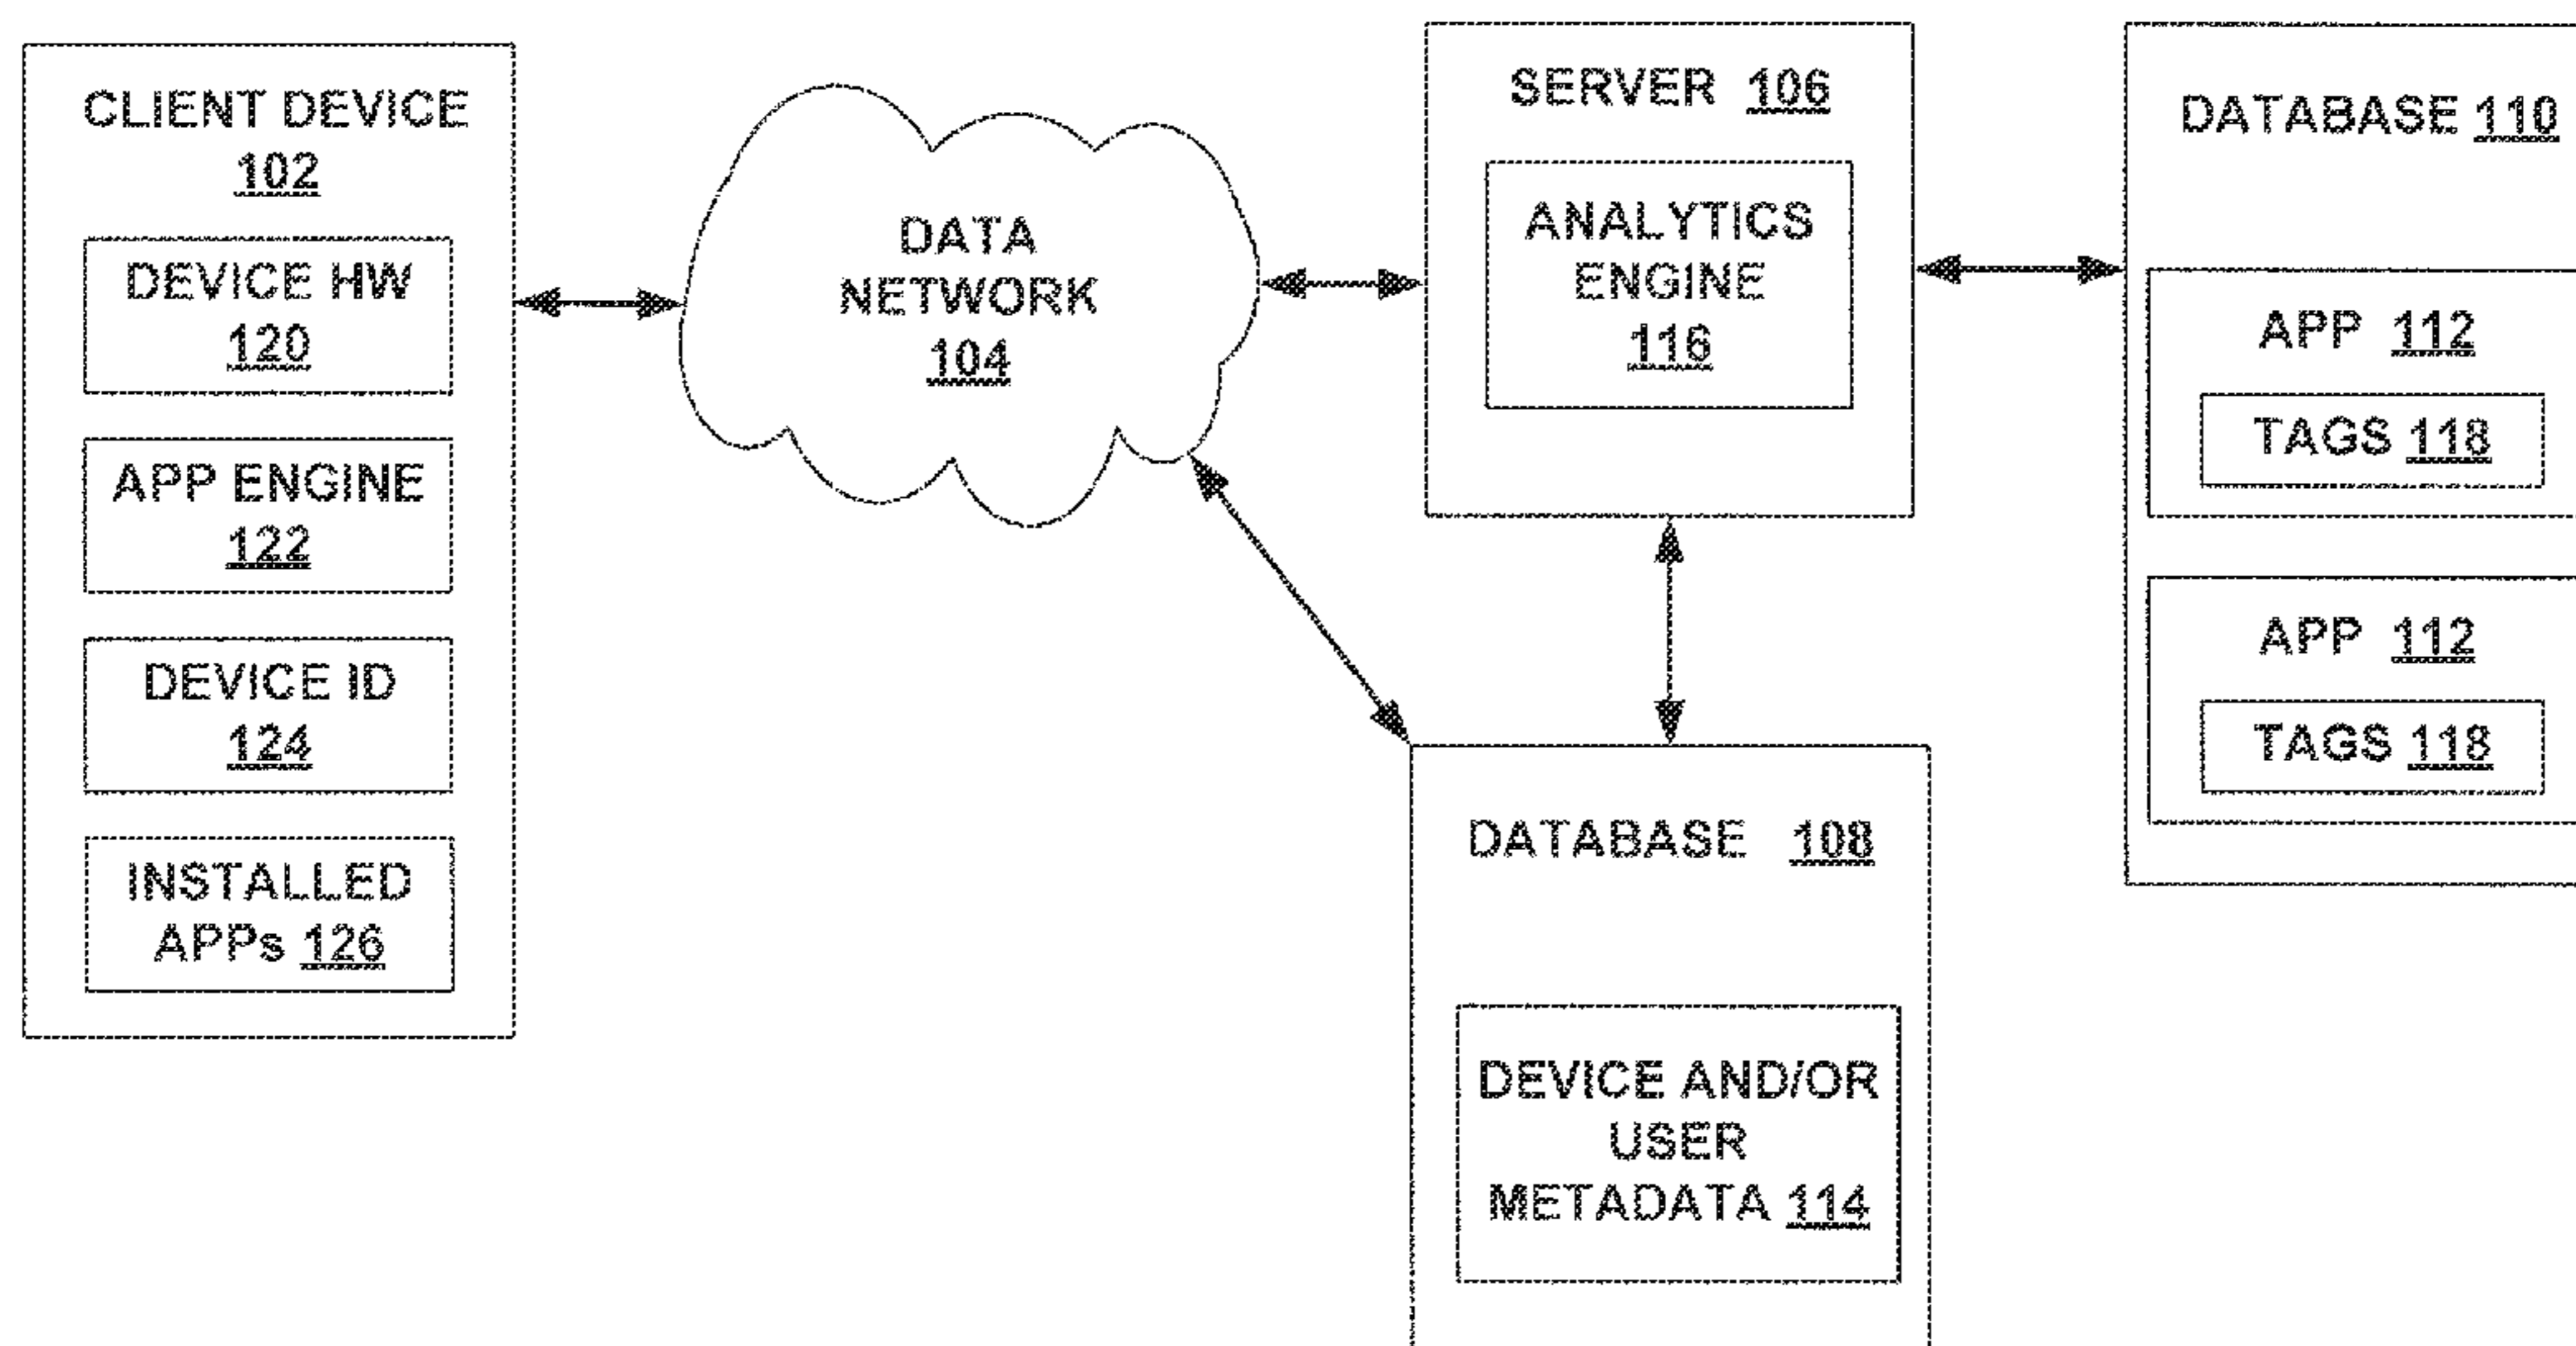 CLIENT DEVICE
102
DEVICE HW
120
APP ENGINE
122
DEVICE ID
124
INSTALLED
APPs 126
DATA
NETWORK
104
SERVER 106
ANALYTICS
ENGINE
116
DATABASE 110
APP 112
TAGS 118
APP 112
TAGS 118
DATABASE 108
DEVICE AND/OR
USER
METADATA 114